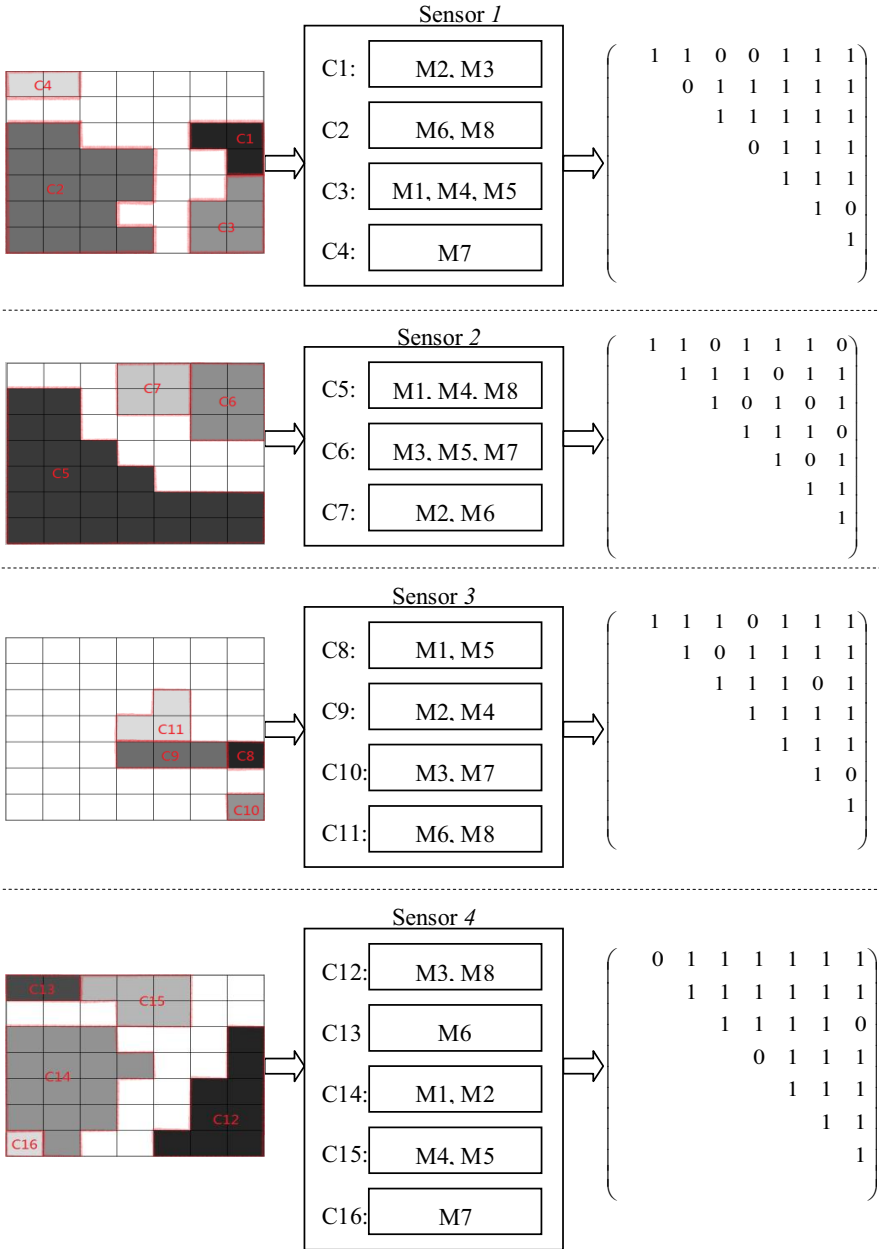 Sensor 1
C4
C1
C2
C3
C1: M2, M3
C2 M6, M8
C3: M1, M4, M5
C4: M7
1 1 0 0 1 1 1
0 1 1 1 1 1
1 1 1 1 1
0 1 1 1
1 1 1
1 0
1
Sensor 2
C7
C6
C5
C5: M1, M4, M8
C6: M3, M5, M7
C7: M2, M6
1 1 0 1 1 1 0
1 1 1 0 1 1
1 0 1 0 1
1 1 1 0
1 0 1
1 1
1
Sensor 3
C11
C9
C8
C10
C8: M1, M5
C9: M2, M4
C10: M3, M7
C11: M6, M8
1 1 1 0 1 1 1
1 0 1 1 1 1
1 1 1 0 1
1 1 1 1
1 1 1
1 0
1
Sensor 4
C13
C15
C14
C12
C16
C12: M3, M8
C13 M6
C14: M1, M2
C15: M4, M5
C16: M7
0 1 1 1 1 1 1
1 1 1 1 1 1
1 1 1 1 0
0 1 1 1
1 1 1
1 1
1